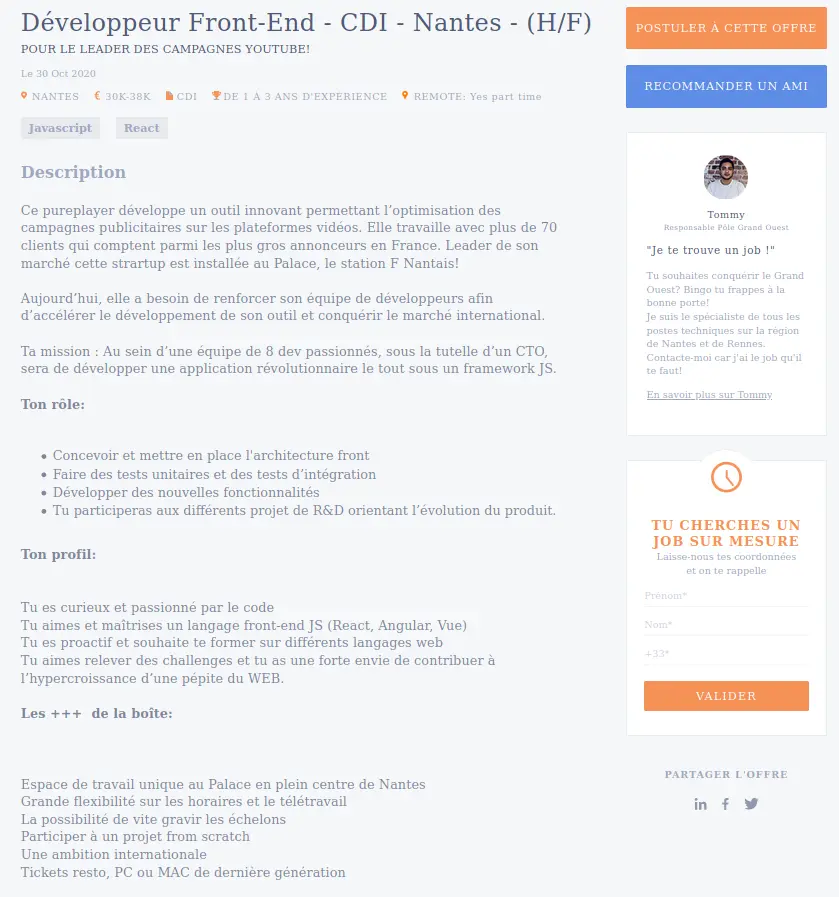 Développeur Front-End - CDI - Nantes - (H/F)
POUR LE LEADER DES CAMPAGNES YOUTUBE!
Le 30 Oct 2020
NANTES € 30K-38K CDI DE 1 À 3 ANS D'EXPÉRIENCE REMOTE: Yes part time
Javascript React
Description
Ce pureplayer développe un outil innovant permettant l’optimisation des
campagnes publicitaires sur les plateformes vidéos. Elle travaille avec plus de 70
clients qui comptent parmi les plus gros annonceurs en France. Leader de son
marché cette strartup est installée au Palace, le station F Nantais!
Aujourd’hui, elle a besoin de renforcer son équipe de développeurs afin
d’accélérer le développement de son outil et conquérir le marché international.
Ta mission : Au sein d’une équipe de 8 dev passionnés, sous la tutelle d’un CTO,
sera de développer une application révolutionnaire le tout sous un framework JS.
Ton rôle:
• Concevoir et mettre en place l'architecture front
• Faire des tests unitaires et des tests d’intégration
• Développer des nouvelles fonctionnalités
• Tu participeras aux différents projet de R&D orientant l’évolution du produit.
Ton profil:
Tu es curieux et passionné par le code
Tu aimes et maîtrises un langage front-end JS (React, Angular, Vue)
Tu es proactif et souhaite te former sur différents langages web
Tu aimes relever des challenges et tu as une forte envie de contribuer à
l’hypercroissance d’une pépite du WEB.
Les +++  de la boîte:
Espace de travail unique au Palace en plein centre de Nantes
Grande flexibilité sur les horaires et le télétravail
La possibilité de vite gravir les échelons
Participer à un projet from scratch
Une ambition internationale
Tickets resto, PC ou MAC de dernière génération
POSTULER À CETTE OFFRE
RECOMMANDER UN AMI
Tommy
Responsable Pôle Grand Ouest
"Je te trouve un job !"
Tu souhaites conquérir le Grand
Ouest? Bingo tu frappes à la
bonne porte!
Je suis le spécialiste de tous les
postes techniques sur la région
de Nantes et de Rennes.
Contacte-moi car j'ai le job qu'il
te faut!
En savoir plus sur Tommy
TU CHERCHES UN
JOB SUR MESURE
Laisse-nous tes coordonnées
et on te rappelle
Prénom*
Nom*
+33*
VALIDER
PARTAGER L'OFFRE